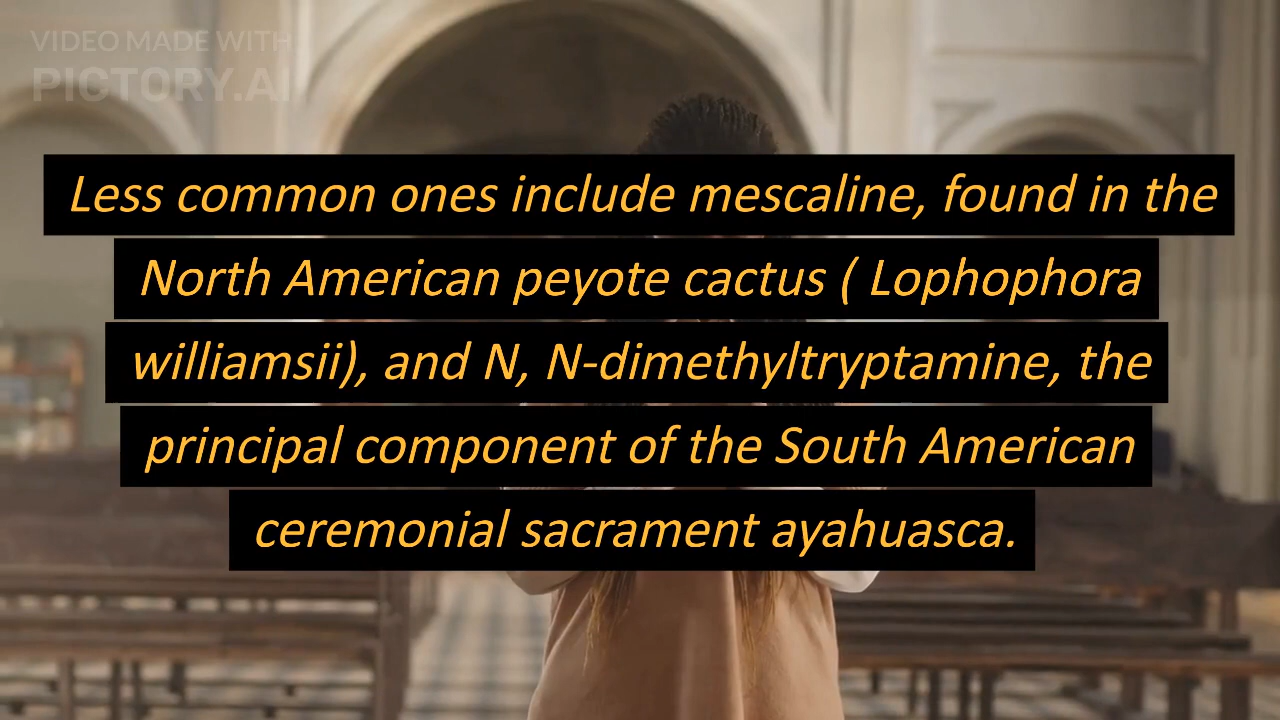 VIDEO MADE WITH
PICTORY.AI
Less common ones include mescaline, found in the
North American peyote cactus ( Lophophora
williamsii), and N, N-dimethyltryptamine, the
principal component of the South American
ceremonial sacrament ayahuasca.